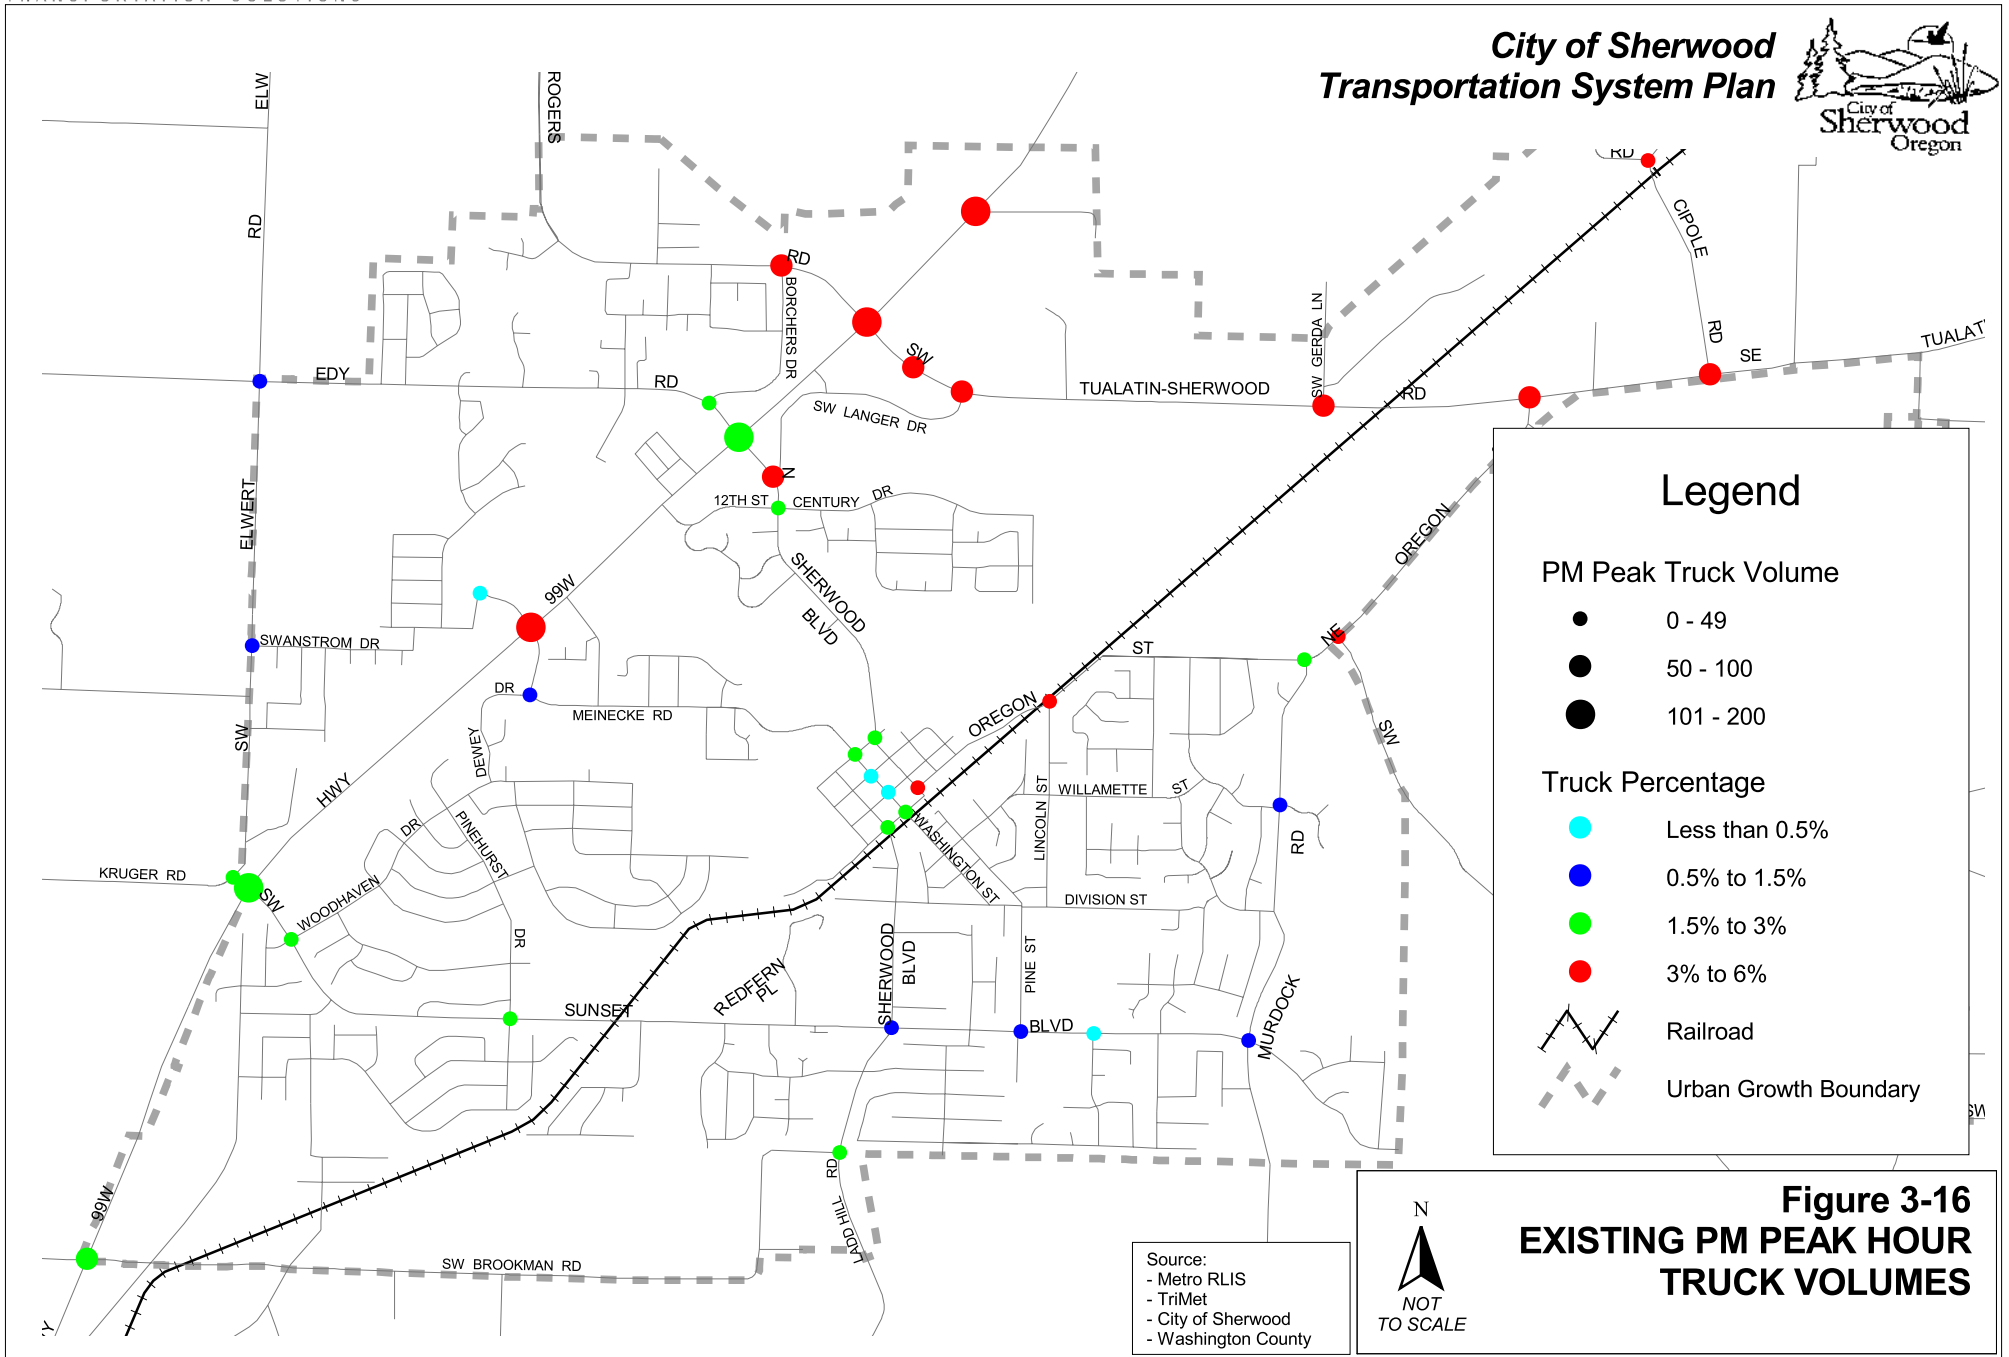 TRANSPORTATION SOLUTIONS
City of Sherwood
Transportation System Plan
City of
Sherwood
Oregon
ELW
RD
ROGERS
RD
BORCHERS DR
SW
RD
CIPOLE
RD
SE
TUALAT
SW GERDA LN
EDY
RD
TUALATIN-SHERWOOD
RD
SW LANGER DR
N
12TH ST
CENTURY
DR
ELWERT
OREGON
SHERWOOD
BLVD
99W
SWANSTROM DR
NE
ST
DR
MEINECKE RD
OREGON
SW
SW
DEWEY
HWY
WILLAMETTE
ST
LINCOLN ST
DR
PINEHURST
WASHINGTON ST
RD
KRUGER RD
SW
WOODHAVEN
DIVISION ST
DR
SHERWOOD
BLVD
PINE ST
REDFERN
PL
SUNSET
BLVD
MURDOCK
99W
RD
LADD HILL
SW BROOKMAN RD
Y
SW
Legend
PM Peak Truck Volume
0 - 49
50 - 100
101 - 200
Truck Percentage
Less than 0.5%
0.5% to 1.5%
1.5% to 3%
3% to 6%
Railroad
Urban Growth Boundary
Source:
- Metro RLIS
- TriMet
- City of Sherwood
- Washington County
N
NOT
TO SCALE
Figure 3-16
EXISTING PM PEAK HOUR
TRUCK VOLUMES